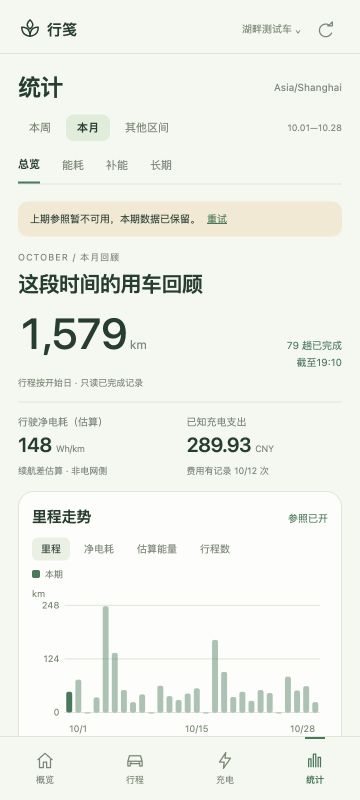 行笺
湖畔测试车
统计
Asia/Shanghai
本周 本月 其他区间 10.01—10.28
总览 能耗 补能 长期
上期参照暂不可用，本期数据已保留。 重试
OCTOBER / 本月回顾
这段时间的用车回顾
1,579 km
79 趟已完成
截至19:10
行程按开始日 · 只读已完成记录
行驶净电耗（估算） 已知充电支出
148 Wh/km 289.93 CNY
续航差估算 · 非电网侧 费用有记录 10/12 次
里程走势 参照已开
里程 净电耗 估算能量 行程数
本期
km
248
124
0
10/1 10/15 10/28
概览 行程 充电 统计